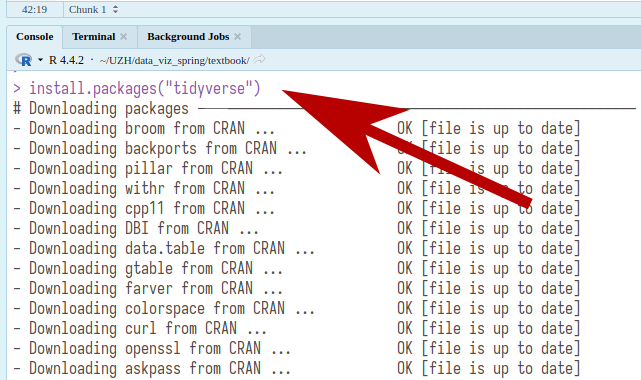 42:19 Chunk 1
Console Terminal Background Jobs
R 4.4.2 · ~/UZH/data_viz_spring/textbook/
> install.packages("tidyverse")
# Downloading packages
- Downloading broom from CRAN ... OK [file is up to date]
- Downloading backports from CRAN ... OK [file is up to date]
- Downloading pillar from CRAN ... OK [file is up to date]
- Downloading withr from CRAN ... OK [file is up to date]
- Downloading cpp11 from CRAN ... OK [file is up to date]
- Downloading DBI from CRAN ... OK [file is up to date]
- Downloading data.table from CRAN ... OK [file is up to date]
- Downloading gtable from CRAN ... OK [file is up to date]
- Downloading farver from CRAN ... OK [file is up to date]
- Downloading colorspace from CRAN ... OK [file is up to date]
- Downloading curl from CRAN ... OK [file is up to date]
- Downloading openssl from CRAN ... OK [file is up to date]
- Downloading askpass from CRAN ... OK [file is up to date]